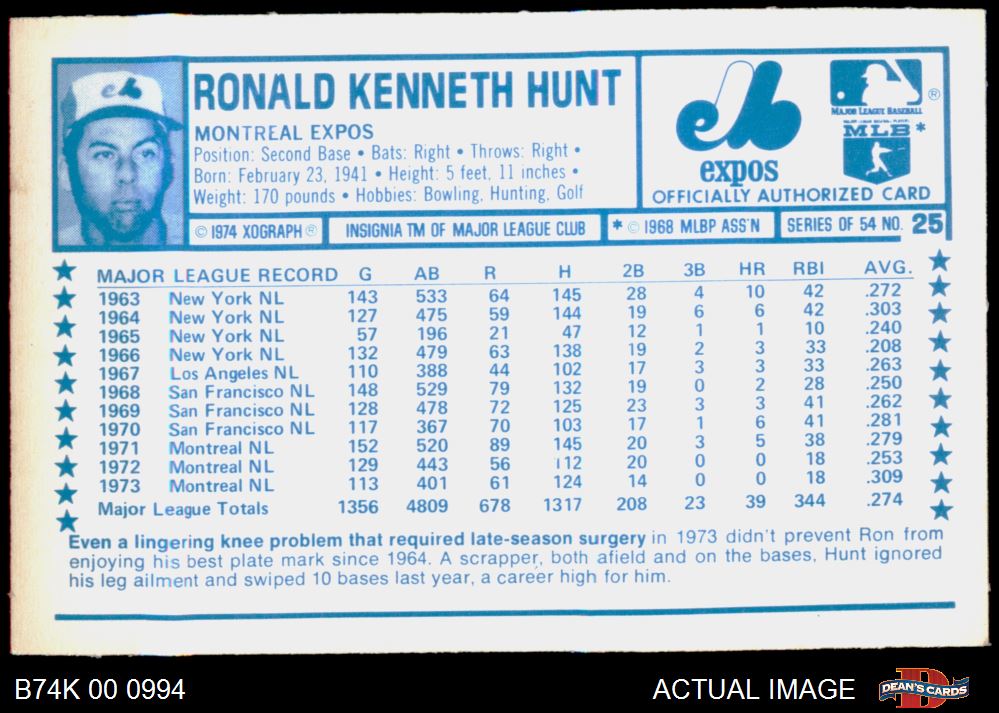 RONALD KENNETH HUNT
MONTREAL EXPOS
Position: Second Base • Bats: Right • Throws: Right •
Born: February 23, 1941 • Height: 5 feet, 11 inches •
Weight: 170 pounds • Hobbies: Bowling, Hunting, Golf
expos
OFFICIALLY AUTHORIZED CARD
MAJOR LEAGUE BASEBALL ®
MLB *
© 1974 XOGRAPH ® INSIGNIA TM OF MAJOR LEAGUE CLUB * © 1968 MLBP ASS'N SERIES OF 54 NO. 25
MAJOR LEAGUE RECORD G AB R H 2B 3B HR RBI AVG.
1963 New York NL 143 533 64 145 28 4 10 42 .272
1964 New York NL 127 475 59 144 19 6 6 42 .303
1965 New York NL 57 196 21 47 12 1 1 10 .240
1966 New York NL 132 479 63 138 19 2 3 33 .208
1967 Los Angeles NL 110 388 44 102 17 3 3 33 .263
1968 San Francisco NL 148 529 79 132 19 0 2 28 .250
1969 San Francisco NL 128 478 72 125 23 3 3 41 .262
1970 San Francisco NL 117 367 70 103 17 1 6 41 .281
1971 Montreal NL 152 520 89 145 20 3 5 38 .279
1972 Montreal NL 129 443 56 112 20 0 0 18 .253
1973 Montreal NL 113 401 61 124 14 0 0 18 .309
Major League Totals 1356 4809 678 1317 208 23 39 344 .274
Even a lingering knee problem that required late-season surgery in 1973 didn't prevent Ron from
enjoying his best plate mark since 1964. A scrapper, both afield and on the bases, Hunt ignored
his leg ailment and swiped 10 bases last year, a career high for him.
B74K 00 0994 ACTUAL IMAGE DEAN'S CARDS